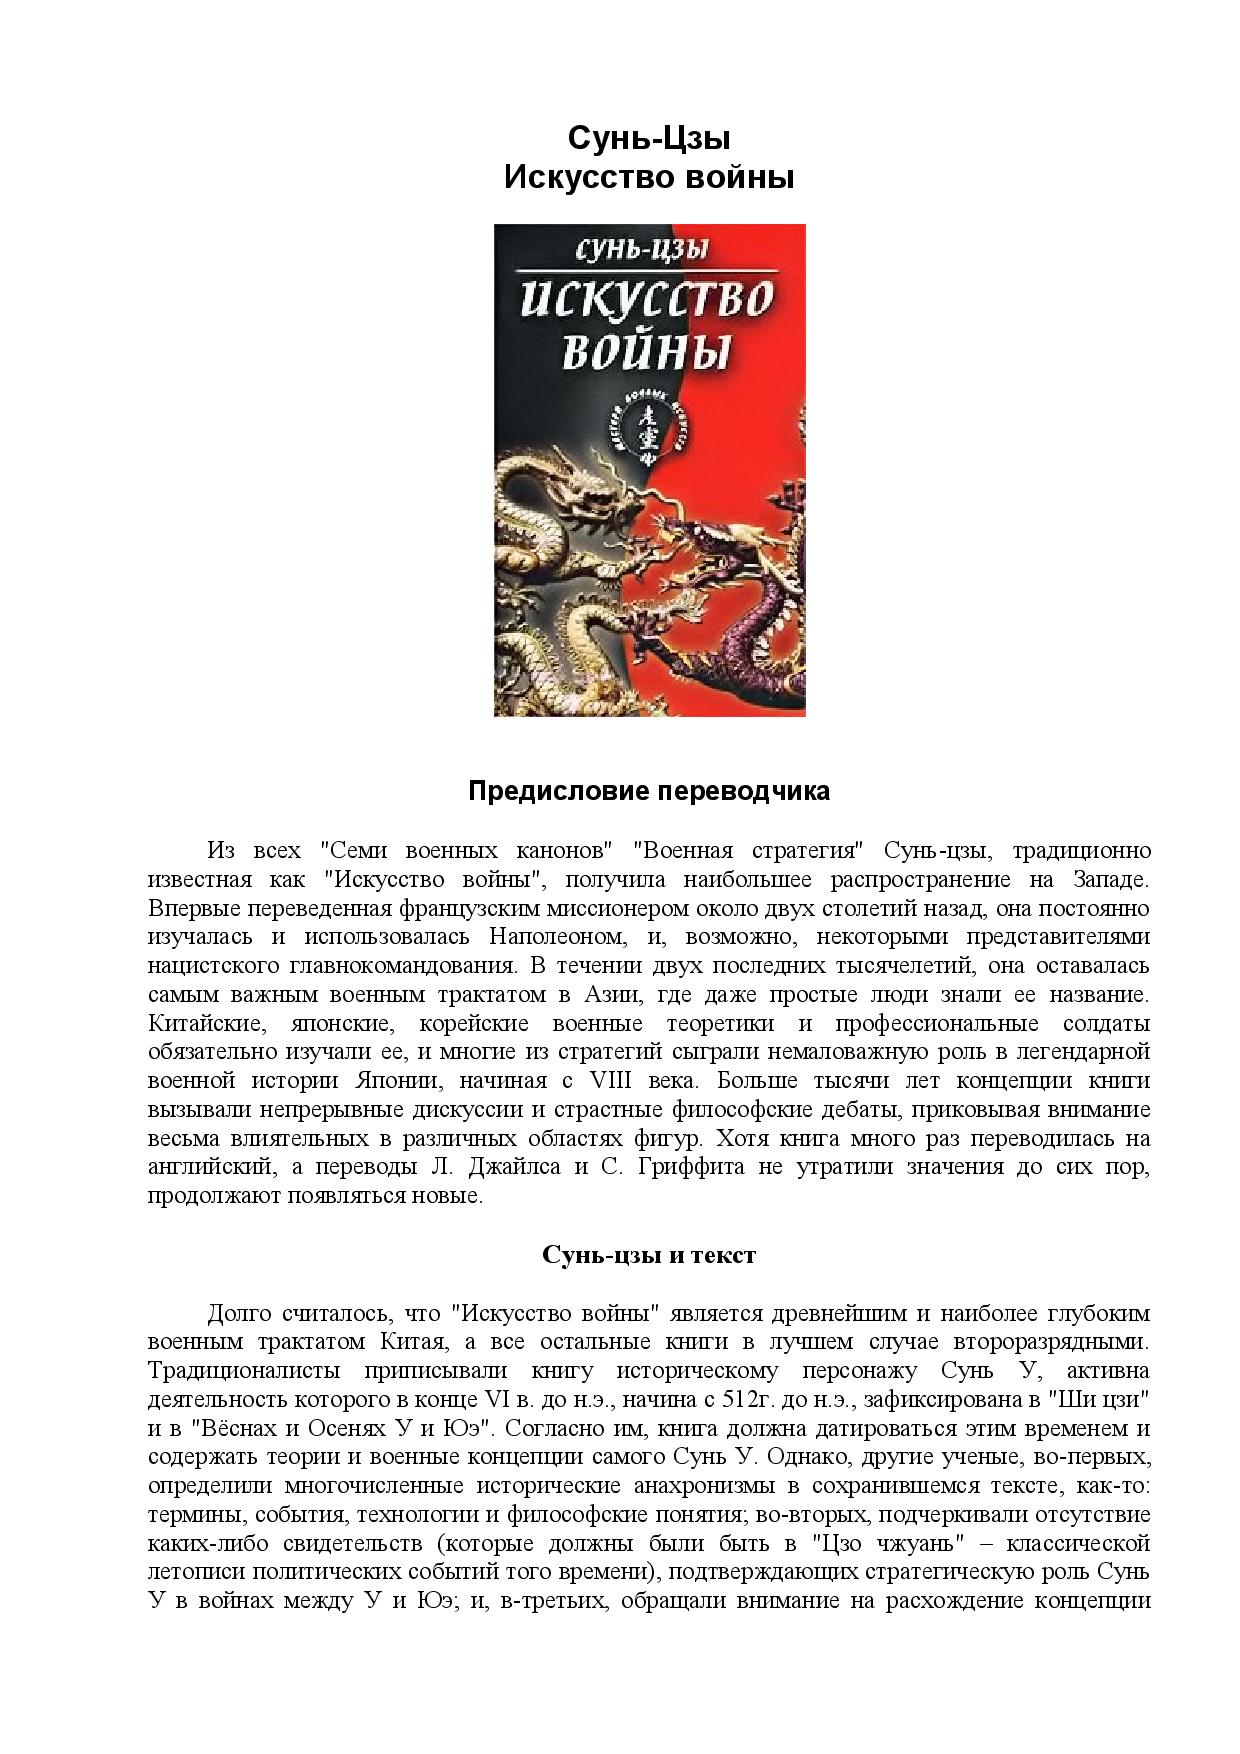 Сунь-Цзы
Искусство войны
СУНЬ-ЦЗЫ
ИСКУССТВО
ВОЙНЫ
МАСТЕРА БОЕВЫХ ИСКУССТВ
Предисловие переводчика
Из всех "Семи военных канонов" "Военная стратегия" Сунь-цзы, традиционно
известная как "Искусство войны", получила наибольшее распространение на Западе.
Впервые переведенная французским миссионером около двух столетий назад, она постоянно
изучалась и использовалась Наполеоном, и, возможно, некоторыми представителями
нацистского главнокомандования. В течении двух последних тысячелетий, она оставалась
самым важным военным трактатом в Азии, где даже простые люди знали ее название.
Китайские, японские, корейские военные теоретики и профессиональные солдаты
обязательно изучали ее, и многие из стратегий сыграли немаловажную роль в легендарной
военной истории Японии, начиная с VIII века. Больше тысячи лет концепции книги
вызывали непрерывные дискуссии и страстные философские дебаты, приковывая внимание
весьма влиятельных в различных областях фигур. Хотя книга много раз переводилась на
английский, а переводы Л. Джайлса и С. Гриффита не утратили значения до сих пор,
продолжают появляться новые.
Сунь-цзы и текст
Долго считалось, что "Искусство войны" является древнейшим и наиболее глубоким
военным трактатом Китая, а все остальные книги в лучшем случае второразрядными.
Традиционалисты приписывали книгу историческому персонажу Сунь У, активна
деятельность которого в конце VI в. до н.э., начина с 512г. до н.э., зафиксирована в "Ши цзи"
и в "Вёснах и Осенях У и Юэ". Согласно им, книга должна датироваться этим временем и
содержать теории и военные концепции самого Сунь У. Однако, другие ученые, во-первых,
определили многочисленные исторические анахронизмы в сохранившемся тексте, как-то:
термины, события, технологии и философские понятия; во-вторых, подчеркивали отсутствие
каких-либо свидетельств (которые должны были быть в "Цзо чжуань" – классической
летописи политических событий того времени), подтверждающих стратегическую роль Сунь
У в войнах между У и Юэ; и, в-третьих, обращали внимание на расхождение концепции